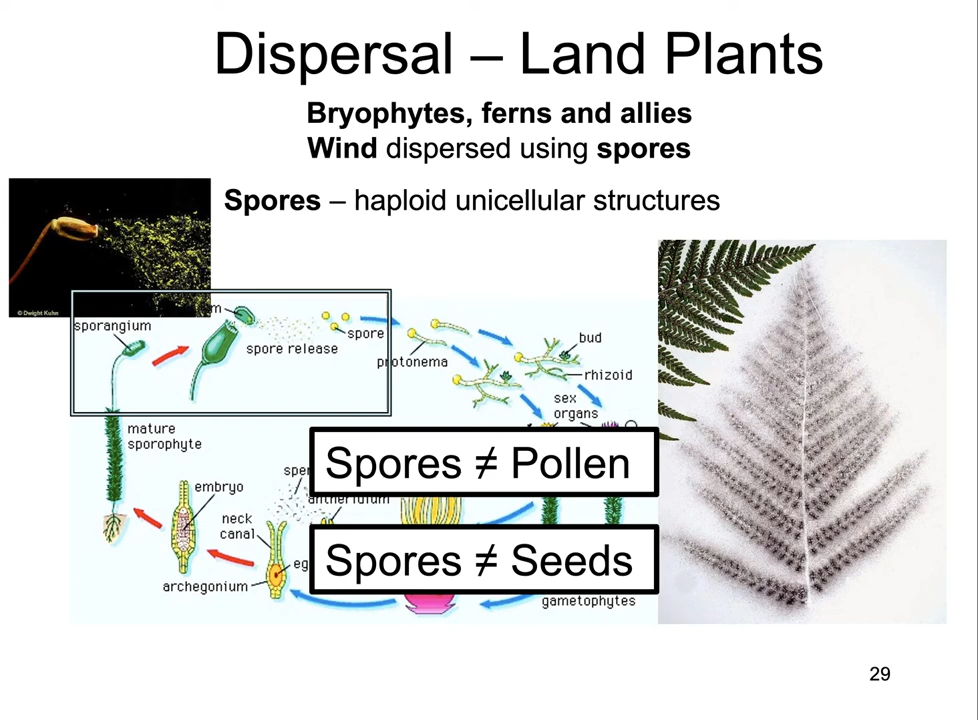 Dispersal – Land Plants
Bryophytes, ferns and allies
Wind dispersed using spores
Spores – haploid unicellular structures
© Dwight Kuhn
sporangium
spore release
spore
protonema
bud
rhizoid
sex
organs
mature
sporophyte
Spores ≠ Pollen
embryo
neck
canal
antheridium
archegonium
Spores ≠ Seeds
gametophytes
29